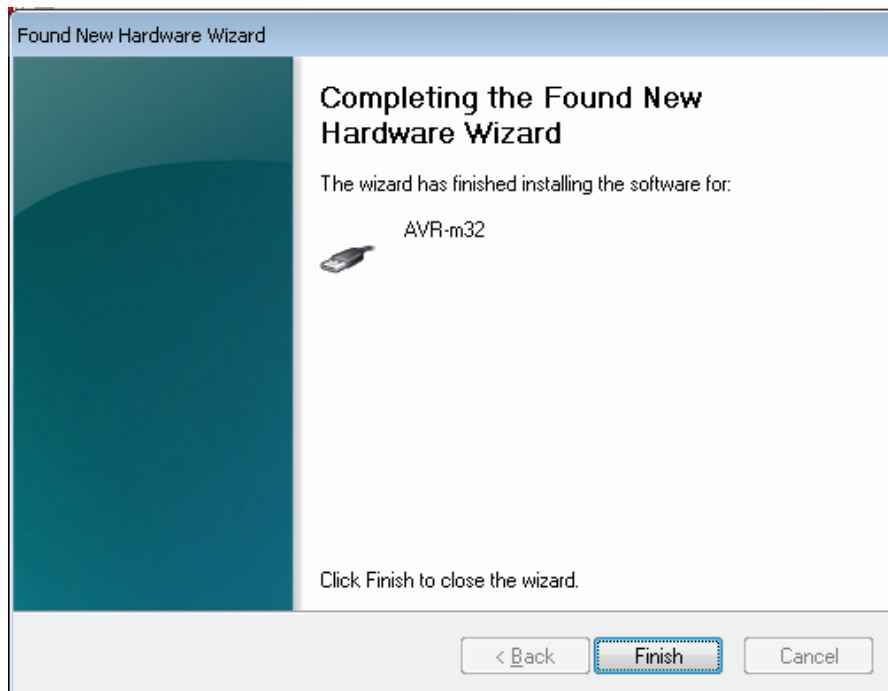 Found New Hardware Wizard
Completing the Found New
Hardware Wizard
The wizard has finished installing the software for:
AVR-m32
Click Finish to close the wizard.
< Back
Finish
Cancel